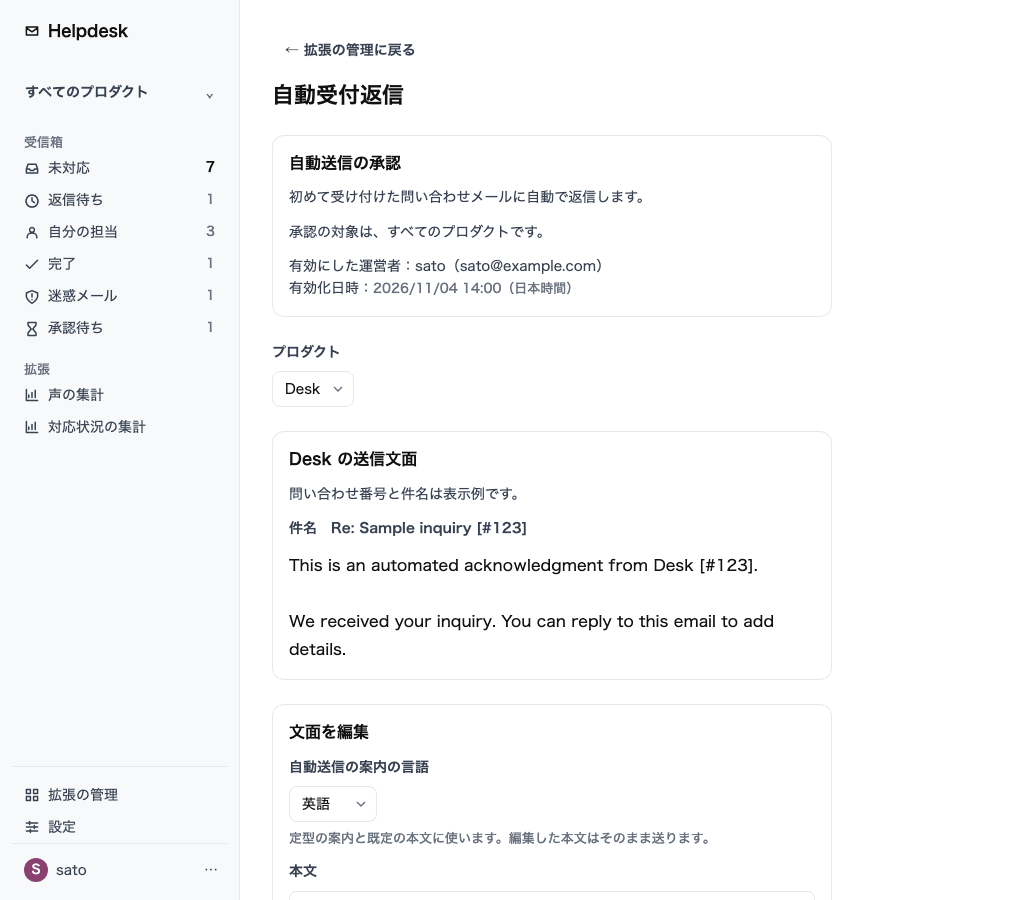 Helpdesk
すべてのプロダクト
受信箱
未対応 7
返信待ち 1
自分の担当 3
完了 1
迷惑メール 1
承認待ち 1
拡張
声の集計
対応状況の集計
拡張の管理
設定
S sato ···
← 拡張の管理に戻る
自動受付返信
自動送信の承認
初めて受け付けた問い合わせメールに自動で返信します。
承認の対象は、すべてのプロダクトです。
有効にした運営者：sato（sato@example.com）
有効化日時：2026/11/04 14:00（日本時間）
プロダクト
Desk
Desk の送信文面
問い合わせ番号と件名は表示例です。
件名 Re: Sample inquiry [#123]
This is an automated acknowledgment from Desk [#123].
We received your inquiry. You can reply to this email to add
details.
文面を編集
自動送信の案内の言語
英語
定型の案内と既定の本文に使います。編集した本文はそのまま送ります。
本文